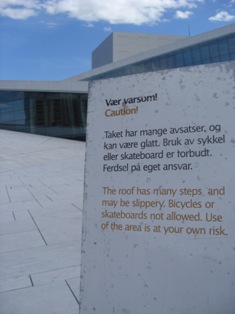 Vær varsom!
Caution!
Taket har mange avsatser, og
kan være glatt. Bruk av sykkel
eller skateboard er forbudt.
Ferdsel på eget ansvar.
The roof has many steps, and
may be slippery. Bicycles or
skateboards not allowed. Use
of the area is at your own risk.